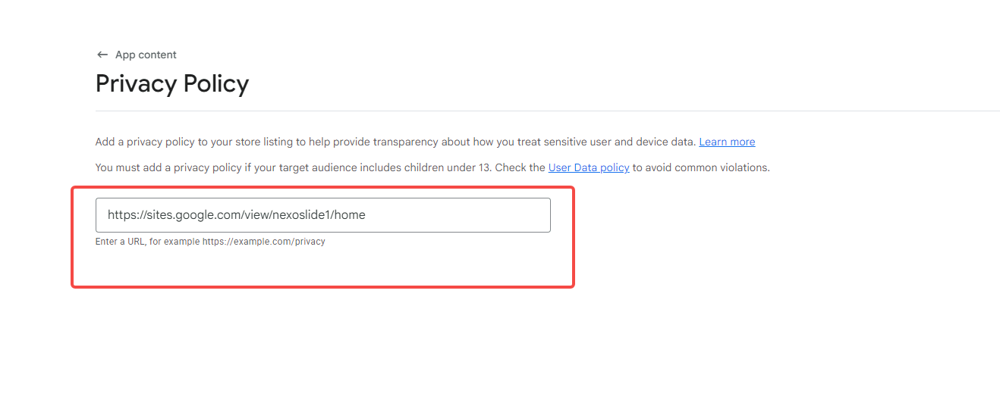 ← App content
Privacy Policy
Add a privacy policy to your store listing to help provide transparency about how you treat sensitive user and device data. Learn more
You must add a privacy policy if your target audience includes children under 13. Check the User Data policy to avoid common violations.
https://sites.google.com/view/nexoslide1/home
Enter a URL, for example https://example.com/privacy